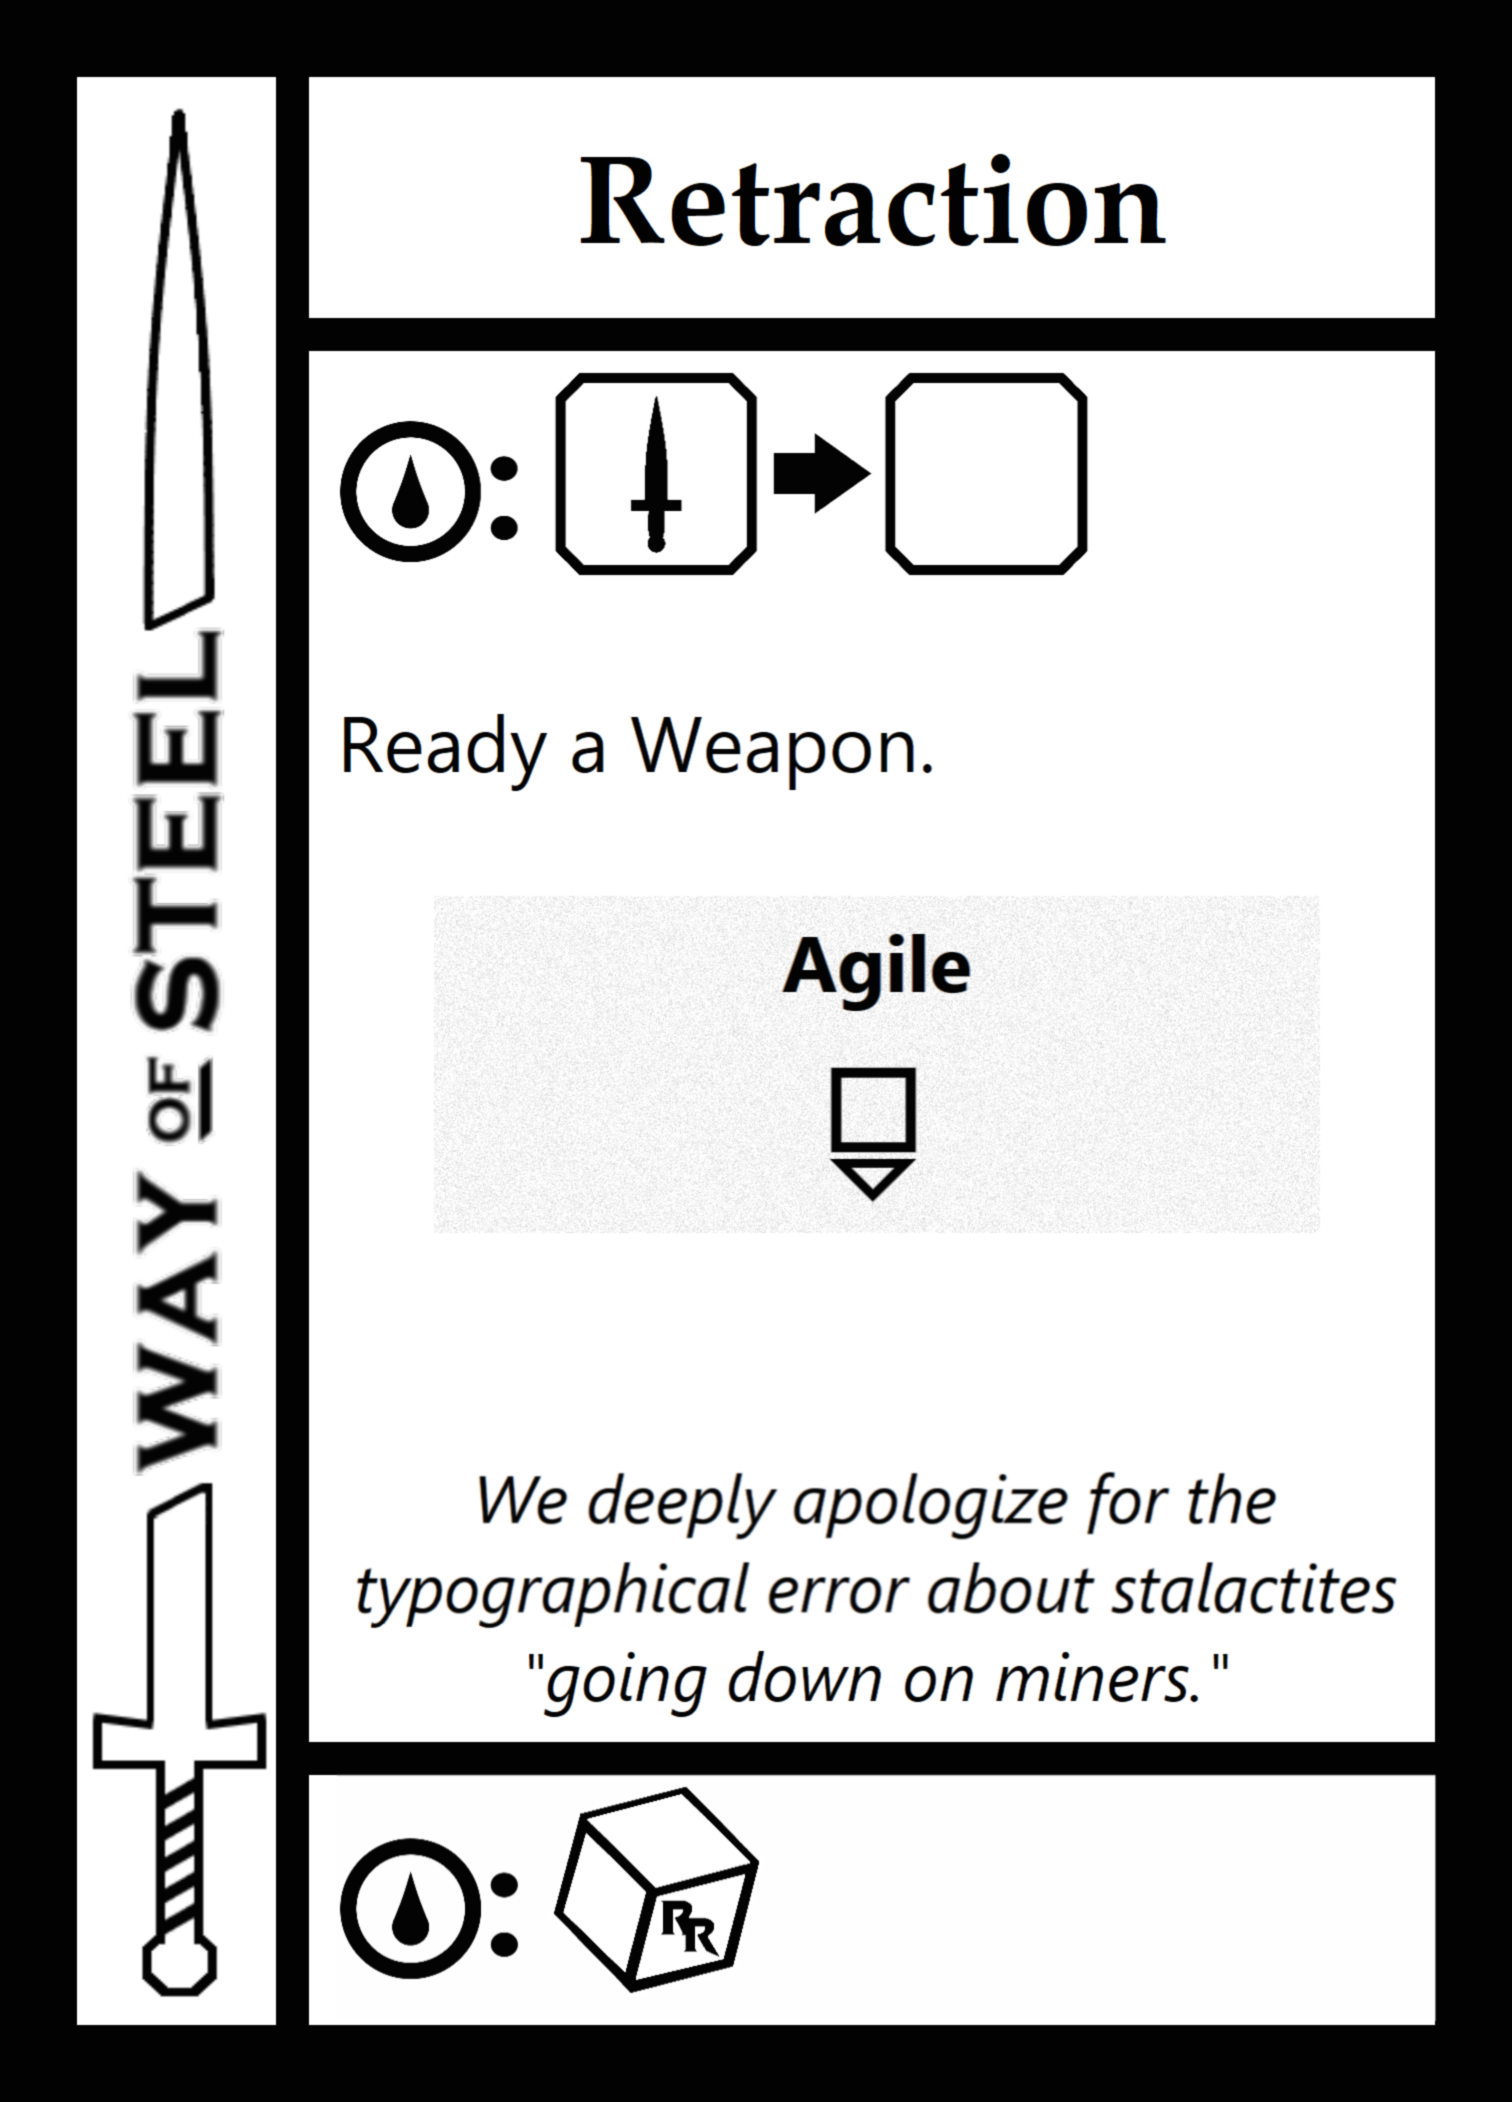 WAY OF STEEL
Retraction
:
Ready a Weapon.
Agile
We deeply apologize for the
typographical error about stalactites
"going down on miners."
: RR